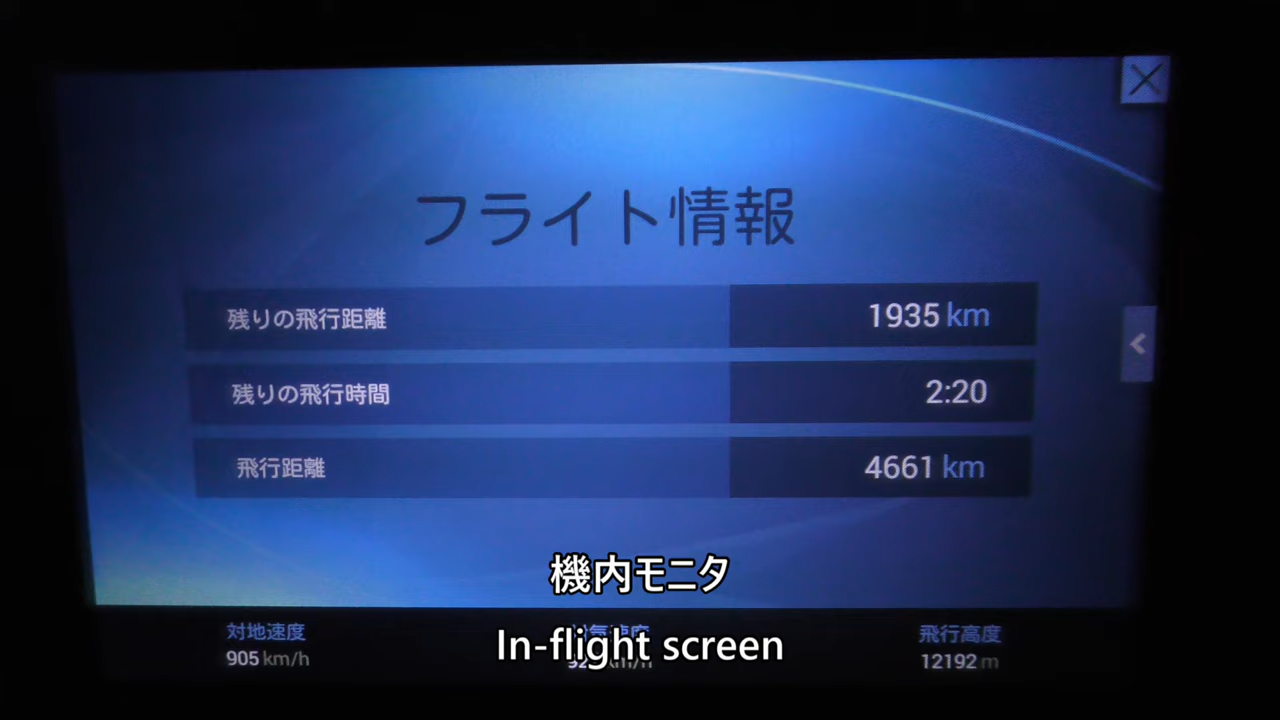 フライト情報
残りの飛行距離 1935 km
残りの飛行時間 2:20
飛行距離 4661 km
機内モニタ
対地速度 飛行高度
In-flight screen
905 km/h 12192 m